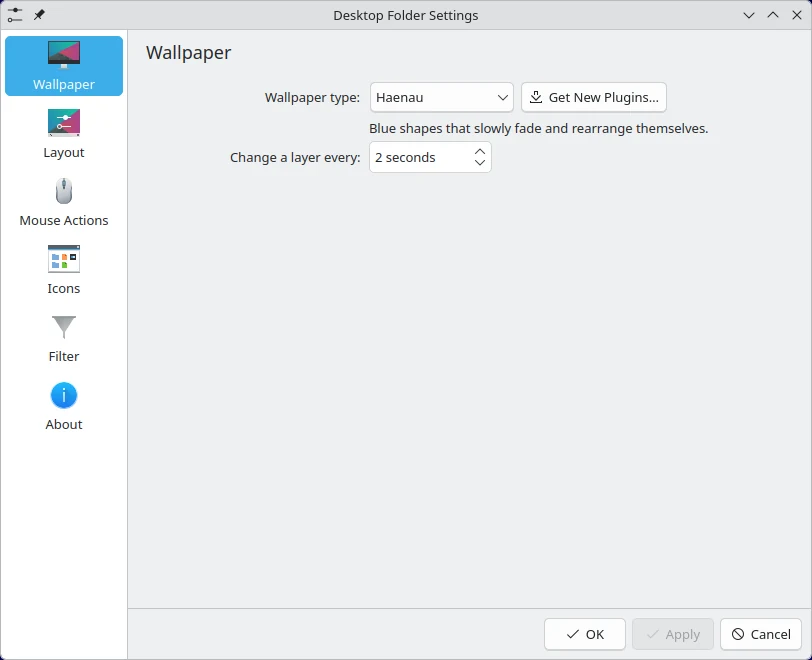 Desktop Folder Settings
Wallpaper
Layout
Mouse Actions
Icons
Filter
About
Wallpaper
Wallpaper type: Haenau Get New Plugins...
Blue shapes that slowly fade and rearrange themselves.
Change a layer every: 2 seconds
OK Apply Cancel